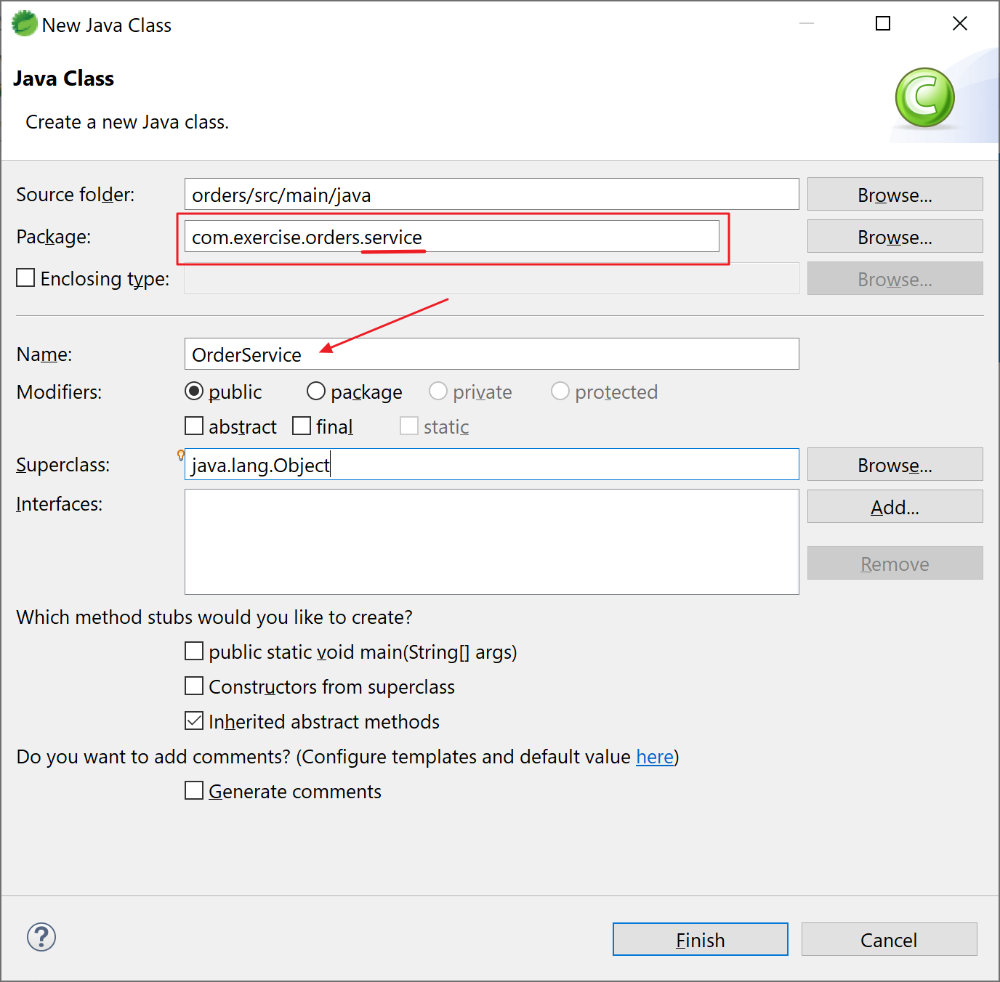 New Java Class
Java Class
Create a new Java class.
Source folder: orders/src/main/java Browse...
Package: com.exercise.orders.service Browse...
Enclosing type: Browse...
Name: OrderService
Modifiers: public package private protected
abstract final static
Superclass: java.lang.Object Browse...
Interfaces: Add...
Remove
Which method stubs would you like to create?
public static void main(String[] args)
Constructors from superclass
Inherited abstract methods
Do you want to add comments? (Configure templates and default value here)
Generate comments
? Finish Cancel